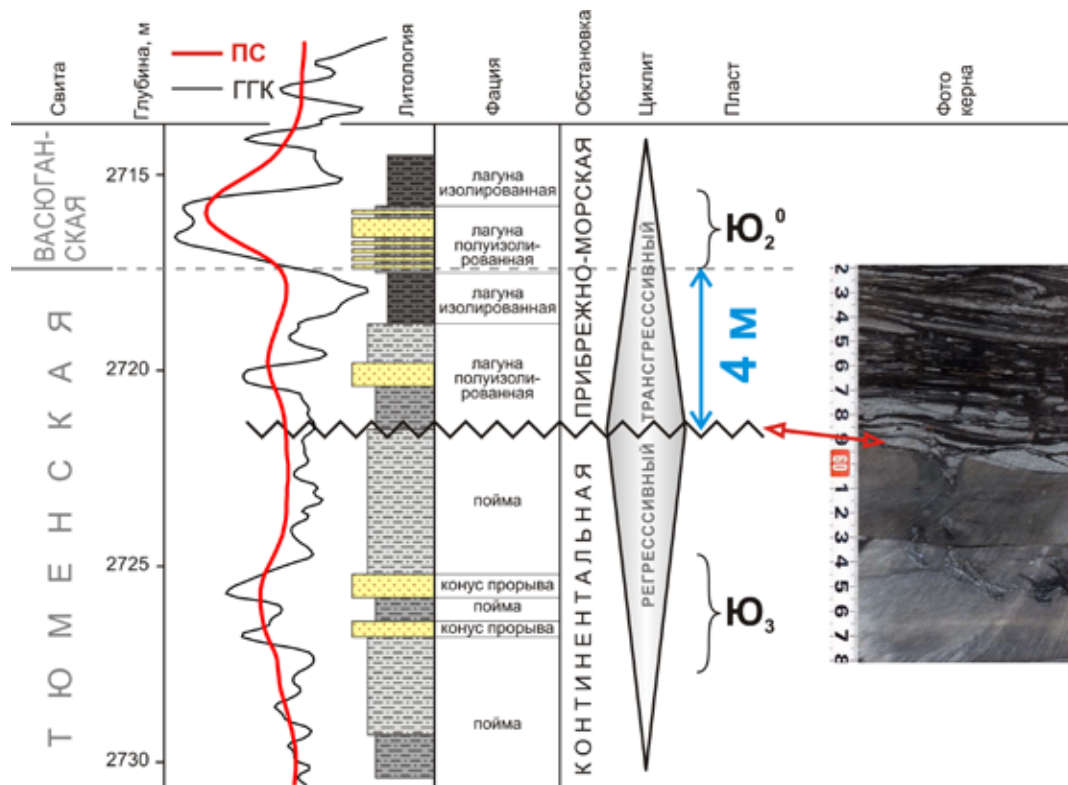 Свита
Глубина, м
ПС
ГГК
Литология
Фация
Обстановка
Циклит
Пласт
Фото
керна
ВАСЮГАН-
СКАЯ
ТЮМЕНСКАЯ
2715
2720
2725
2730
лагуна
изолированная
лагуна
полуизоли-
рованная
лагуна
изолированная
лагуна
полуизоли-
рованная
пойма
конус прорыва
пойма
конус прорыва
пойма
ПРИБРЕЖНО-МОРСКАЯ
КОНТИНЕНТАЛЬНАЯ
ТРАНСГРЕСССИВНЫЙ
РЕГРЕСССИВНЫЙ
Ю₂⁰
4 м
Ю₃
2
3
4
5
6
7
8
9
60
1
2
3
4
5
6
7
8